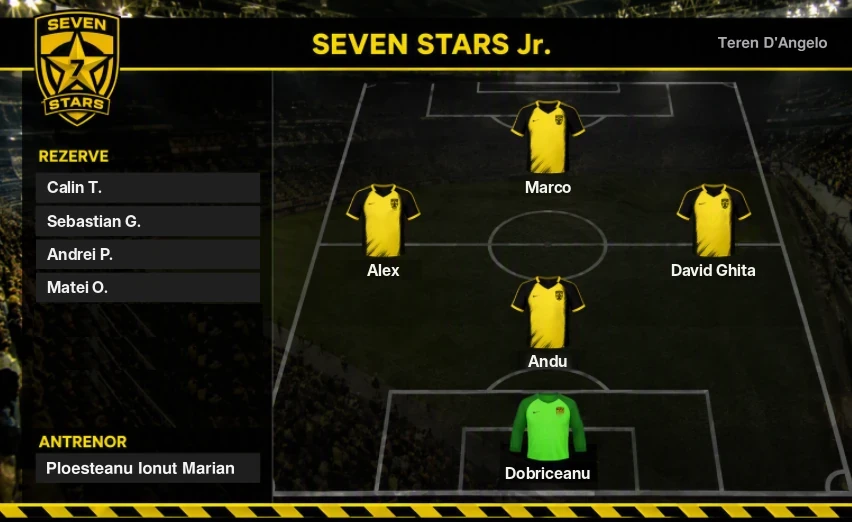 SEVEN
7
STARS
SEVEN STARS Jr.
Teren D'Angelo
REZERVE
Calin T.
Sebastian G.
Andrei P.
Matei O.
ANTRENOR
Ploesteanu Ionut Marian
Marco
Alex
David Ghita
Andu
Dobriceanu